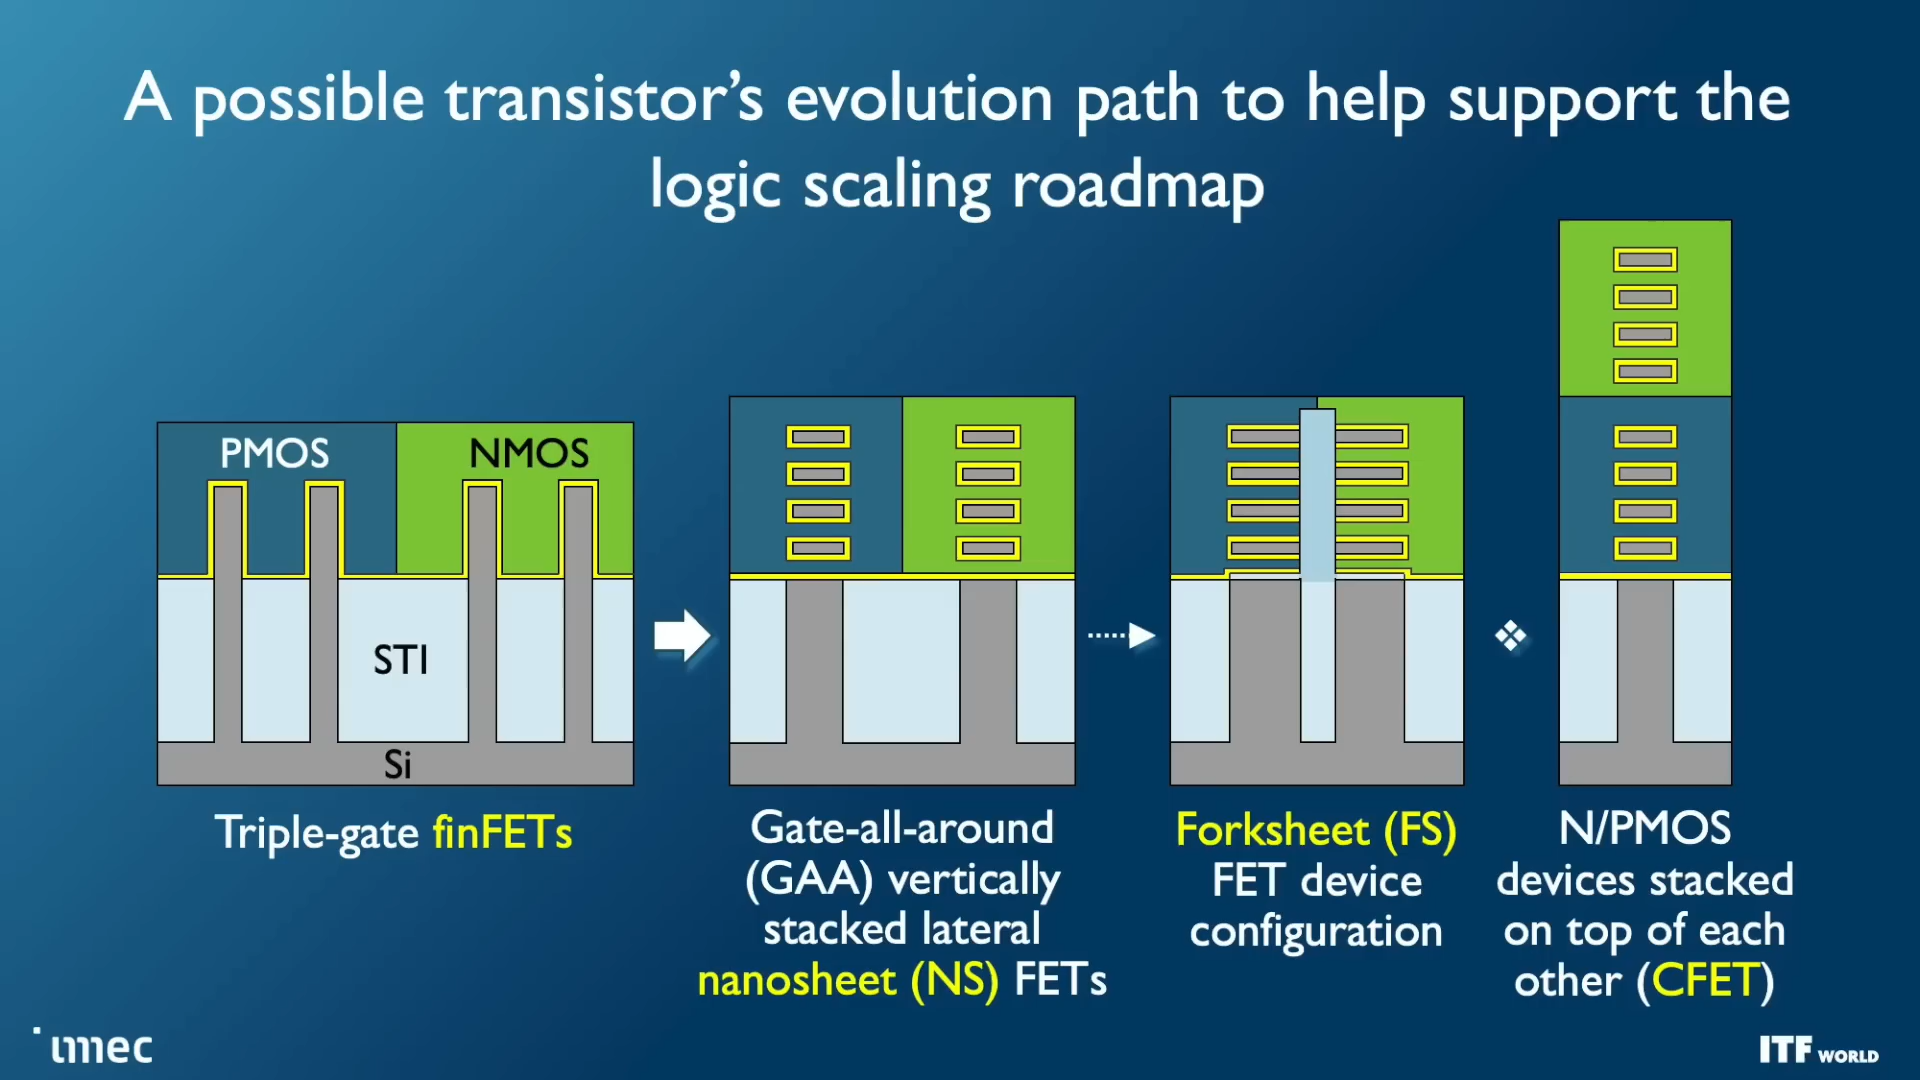 A possible transistor’s evolution path to help support the
logic scaling roadmap
PMOS
NMOS
STI
Si
Triple-gate finFETs
Gate-all-around
(GAA) vertically
stacked lateral
nanosheet (NS) FETs
Forksheet (FS)
FET device
configuration
N/PMOS
devices stacked
on top of each
other (CFET)
imec
ITF WORLD